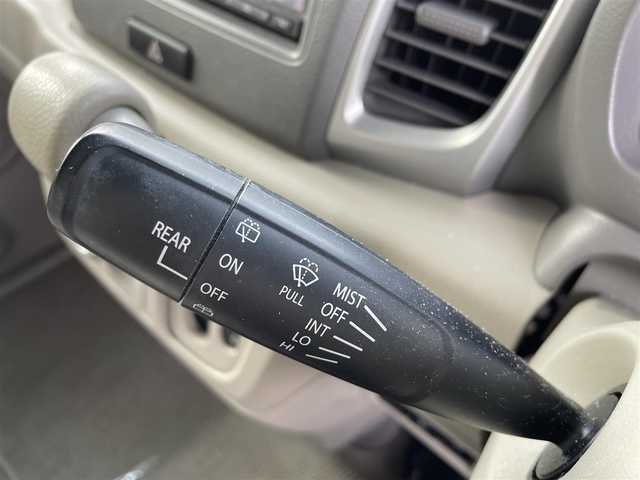 REAR
ON
OFF
PULL
MIST
OFF
INT
LO
HI